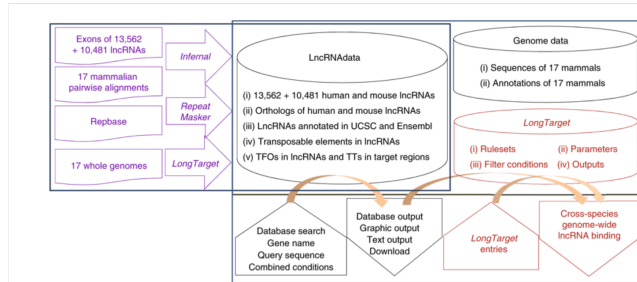 Exons of 13,562
+ 10,481 lncRNAs
17 mammalian
pairwise alignments
Repbase
17 whole genomes
Infernal
Repeat
Masker
LongTarget
LncRNAdata
(i) 13,562 + 10,481 human and mouse lncRNAs
(ii) Orthologs of human and mouse lncRNAs
(iii) LncRNAs annotated in UCSC and Ensembl
(iv) Transposable elements in lncRNAs
(v) TFOs in lncRNAs and TTs in target regions
Genome data
(i) Sequences of 17 mammals
(ii) Annotations of 17 mammals
LongTarget
(i) Rulesets (ii) Parameters
(iii) Filter conditions (iv) Outputs
Database search
Gene name
Query sequence
Combined conditions
Database output
Graphic output
Text output
Download
LongTarget
entries
Cross-species
genome-wide
lncRNA binding